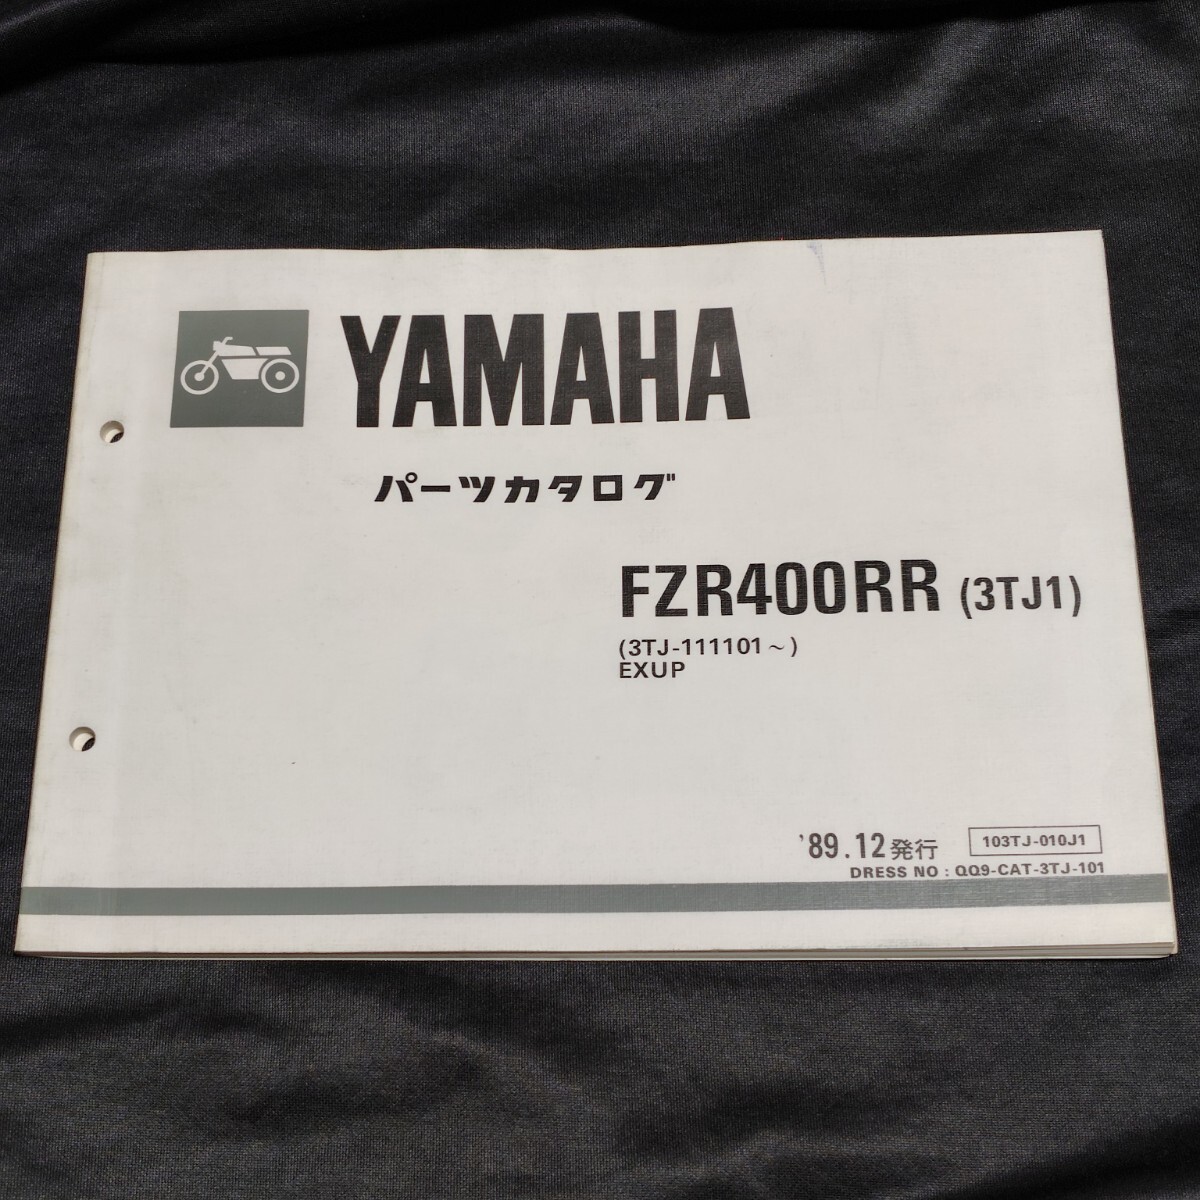 YAMAHA
パーツカタログ
FZR400RR (3TJ1)
(3TJ-111101～)
EXUP
'89.12発行 103TJ-010J1
DRESS NO : QQ9-CAT-3TJ-101